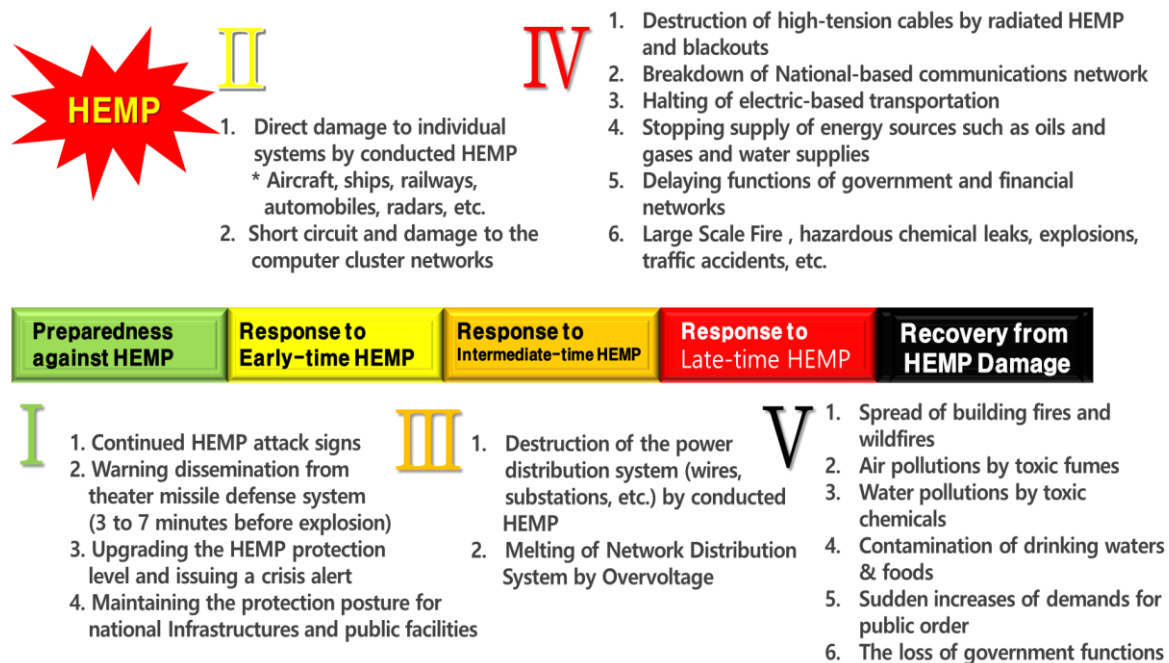 HEMP
II
1. Direct damage to individual
systems by conducted HEMP
* Aircraft, ships, railways,
automobiles, radars, etc.
2. Short circuit and damage to the
computer cluster networks
IV
1. Destruction of high-tension cables by radiated HEMP
and blackouts
2. Breakdown of National-based communications network
3. Halting of electric-based transportation
4. Stopping supply of energy sources such as oils and
gases and water supplies
5. Delaying functions of government and financial
networks
6. Large Scale Fire , hazardous chemical leaks, explosions,
traffic accidents, etc.
Preparedness
against HEMP
Response to
Early-time HEMP
Response to
Intermediate-time HEMP
Response to
Late-time HEMP
Recovery from
HEMP Damage
I
1. Continued HEMP attack signs
2. Warning dissemination from
theater missile defense system
(3 to 7 minutes before explosion)
3. Upgrading the HEMP protection
level and issuing a crisis alert
4. Maintaining the protection posture for
national Infrastructures and public facilities
III
1. Destruction of the power
distribution system (wires,
substations, etc.) by conducted
HEMP
2. Melting of Network Distribution
System by Overvoltage
V
1. Spread of building fires and
wildfires
2. Air pollutions by toxic fumes
3. Water pollutions by toxic
chemicals
4. Contamination of drinking waters
& foods
5. Sudden increases of demands for
public order
6. The loss of government functions